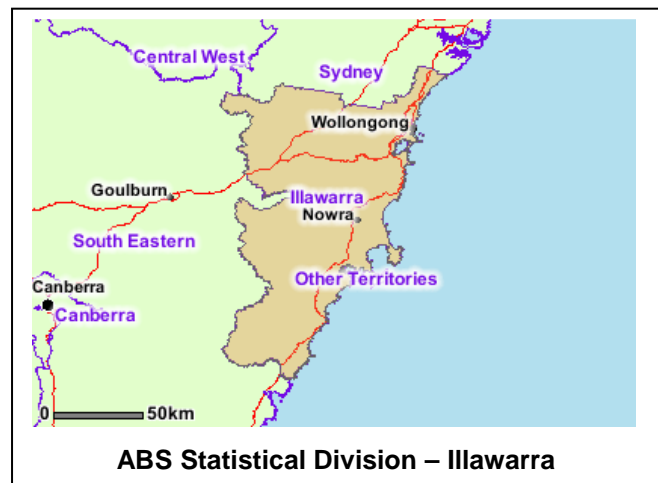 Central West
Sydney
Wollongong
Goulburn
Illawarra
Nowra
South Eastern
Other Territories
Canberra
Canberra
0 50km
ABS Statistical Division – Illawarra